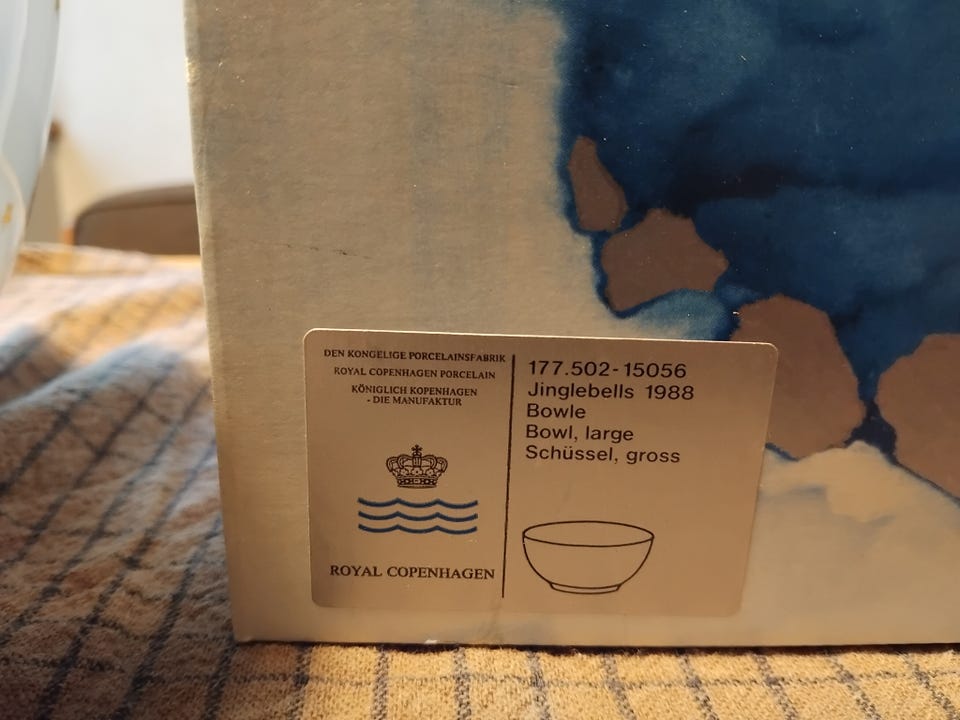 DEN KONGELIGE PORCELAINSFABRIK
ROYAL COPENHAGEN PORCELAIN
KÖNIGLICH KOPENHAGEN
- DIE MANUFAKTUR
ROYAL COPENHAGEN
177.502-15056
Jinglebells 1988
Bowle
Bowl, large
Schüssel, gross